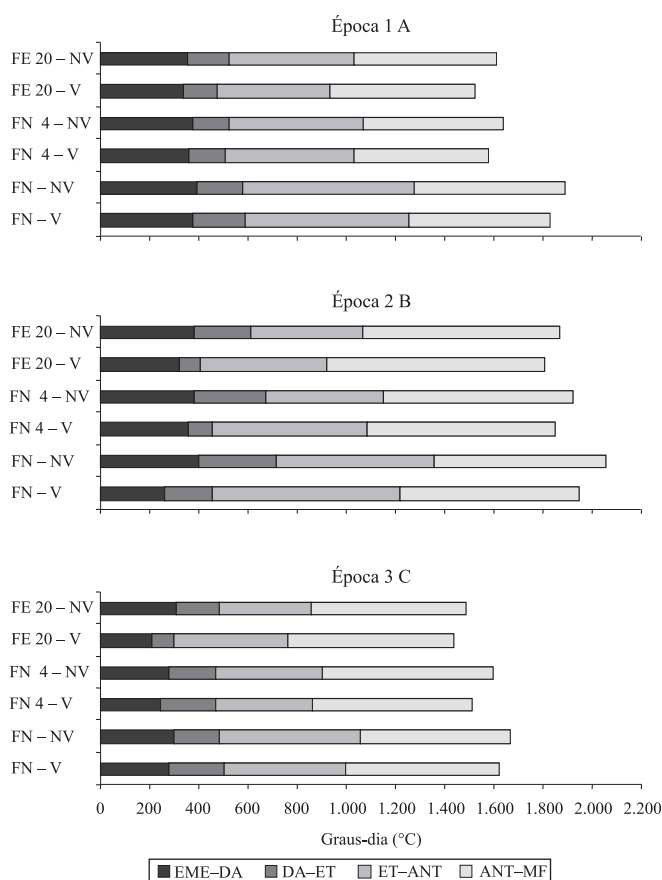 Época 1 A
FE 20 – NV
FE 20 – V
FN 4 – NV
FN 4 – V
FN – NV
FN – V
Época 2 B
FE 20 – NV
FE 20 – V
FN 4 – NV
FN 4 – V
FN – NV
FN – V
Época 3 C
FE 20 – NV
FE 20 – V
FN 4 – NV
FN 4 – V
FN – NV
FN – V
0 200 400 600 800 1.000 1.200 1.400 1.600 1.800 2.000 2.200
Graus-dia (°C)
EME–DA DA–ET ET–ANT ANT–MF